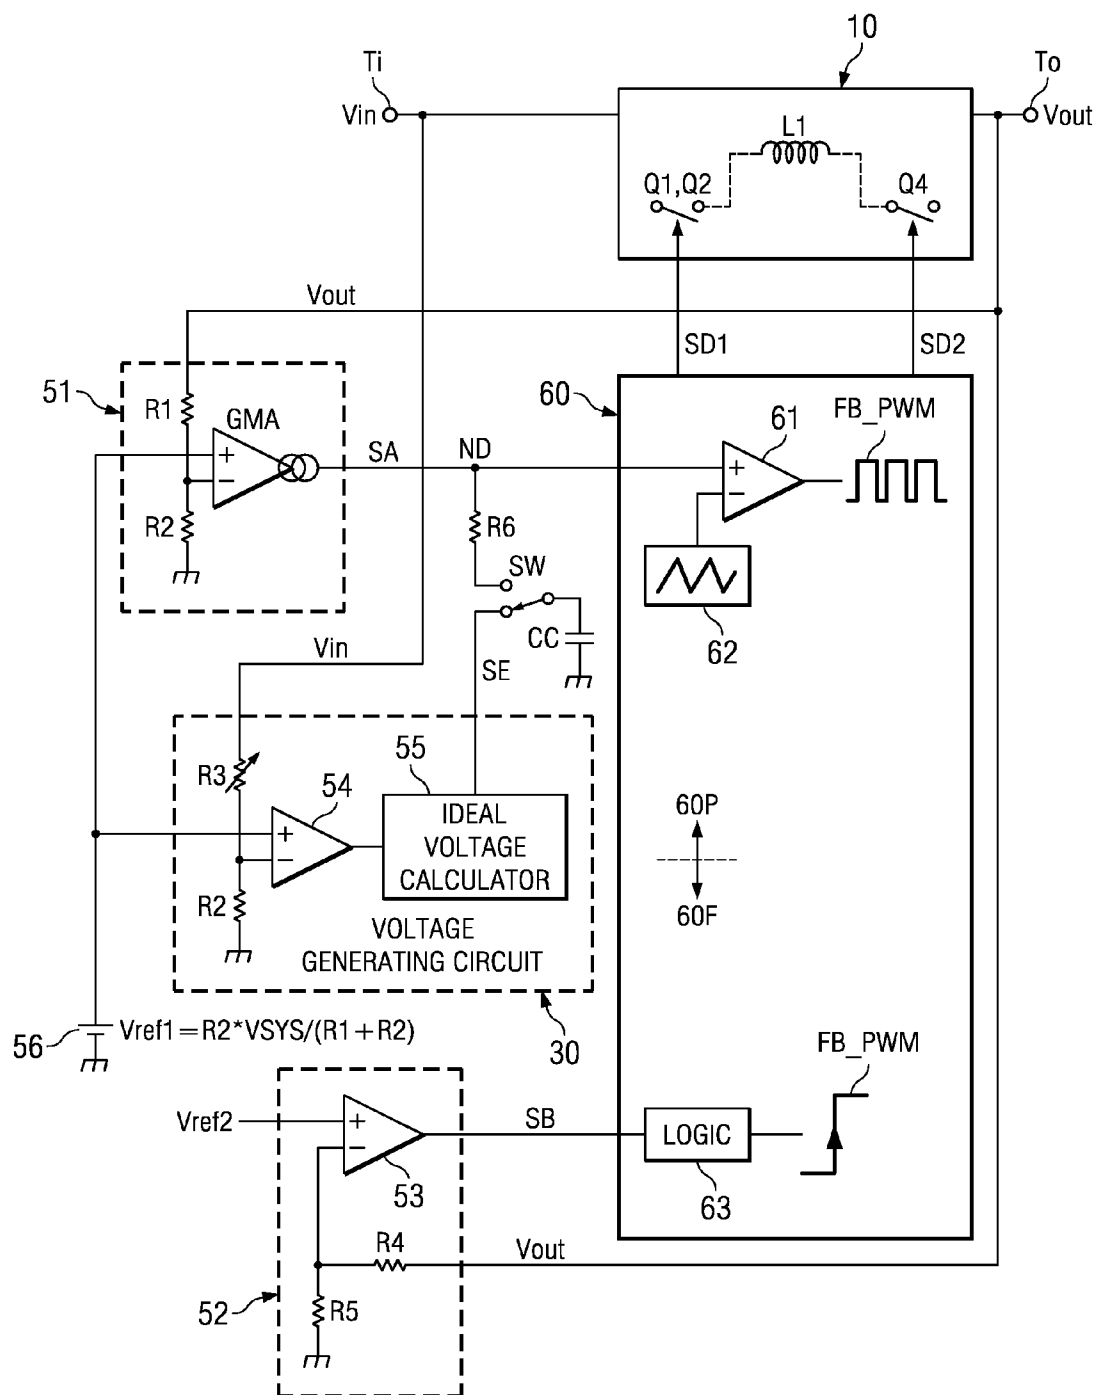 10
Ti
To
Vin
Vout
L1
Q1,Q2
Q4
Vout
SD1
SD2
51
R1
GMA
+
−
R2
SA
ND
60
61
FB_PWM
+
−
R6
SW
CC
62
Vin
SE
R3
54
55
+
−
IDEAL
VOLTAGE
CALCULATOR
R2
VOLTAGE
GENERATING CIRCUIT
60P
60F
56
Vref1=R2*VSYS/(R1+R2)
30
FB_PWM
Vref2
+
−
53
SB
LOGIC
63
R4
Vout
52
R5